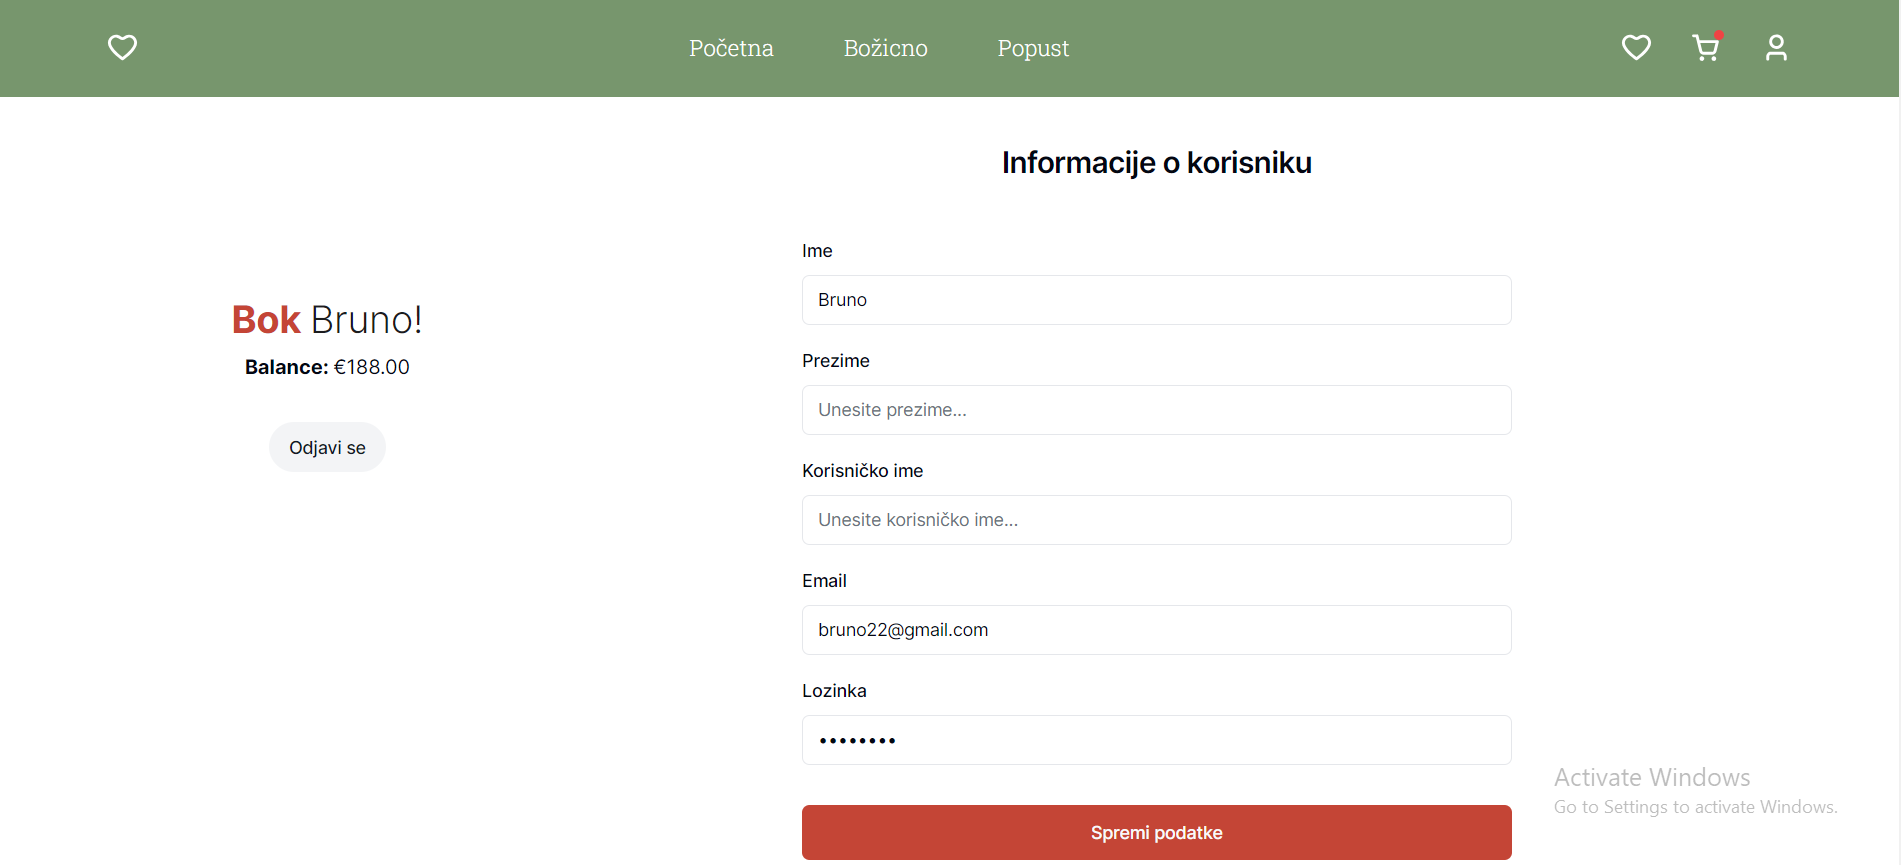 Početna Božicno Popust
Bok Bruno!
Balance: €188.00
Odjavi se
Informacije o korisniku
Ime
Bruno
Prezime
Unesite prezime...
Korisničko ime
Unesite korisničko ime...
Email
bruno22@gmail.com
Lozinka
••••••••
Spremi podatke
Activate Windows
Go to Settings to activate Windows.